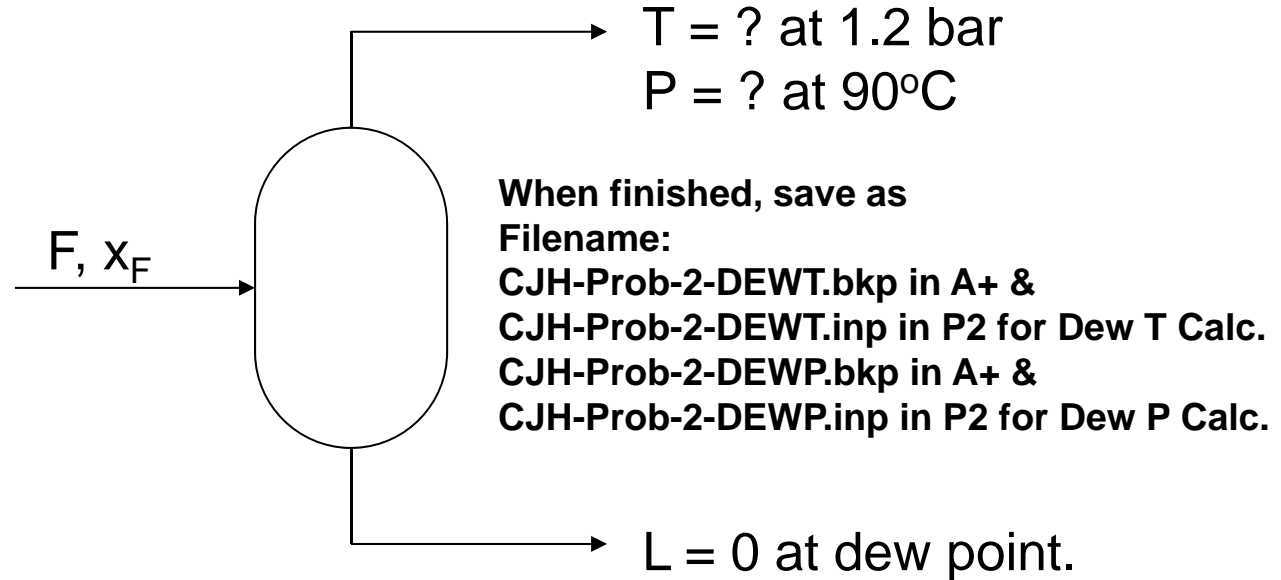 T = ? at 1.2 bar
P = ? at 90°C
When finished, save as
Filename:
F, xF
CJH-Prob-2-DEWT.bkp in A+ &
CJH-Prob-2-DEWT.inp in P2 for Dew T Calc.
CJH-Prob-2-DEWP.bkp in A+ &
CJH-Prob-2-DEWP.inp in P2 for Dew P Calc.
L = 0 at dew point.